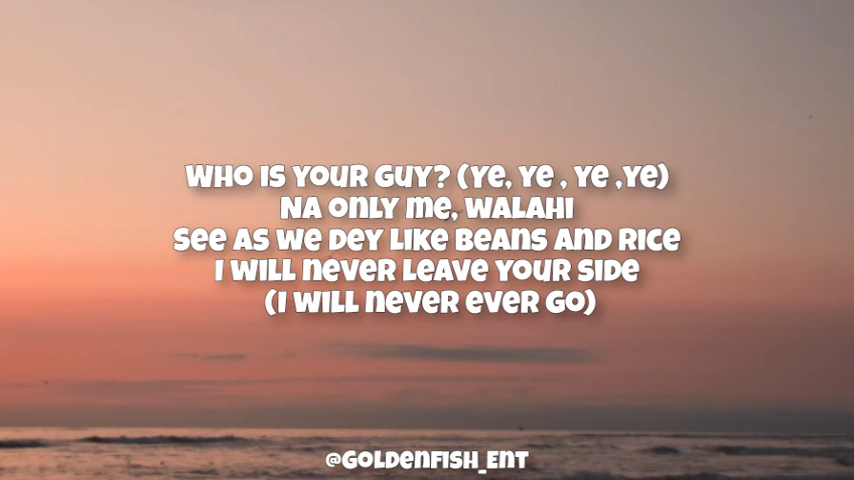 WHO IS YOUR GUY? (YE, YE , YE ,YE)
NA ONLY ME, WALAHI
SEE AS WE DEY LIKE BEANS AND RICE
I WILL NEVER LEAVE YOUR SIDE
(I WILL NEVER EVER GO)
@GOLDENFISH_ENT